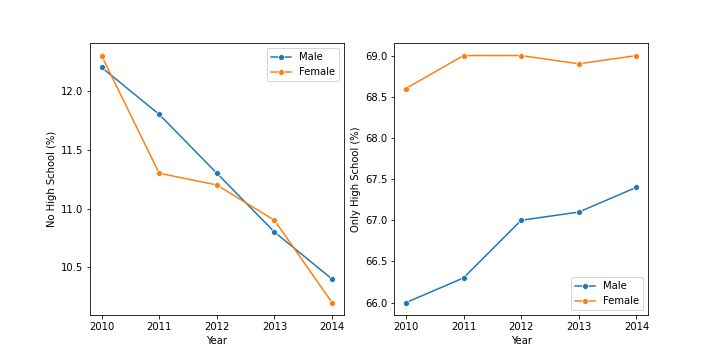 No High School (%)
12.0
11.5
11.0
10.5
2010 2011 2012 2013 2014
Year
Male
Female
Only High School (%)
69.0
68.5
68.0
67.5
67.0
66.5
66.0
2010 2011 2012 2013 2014
Year
Male
Female